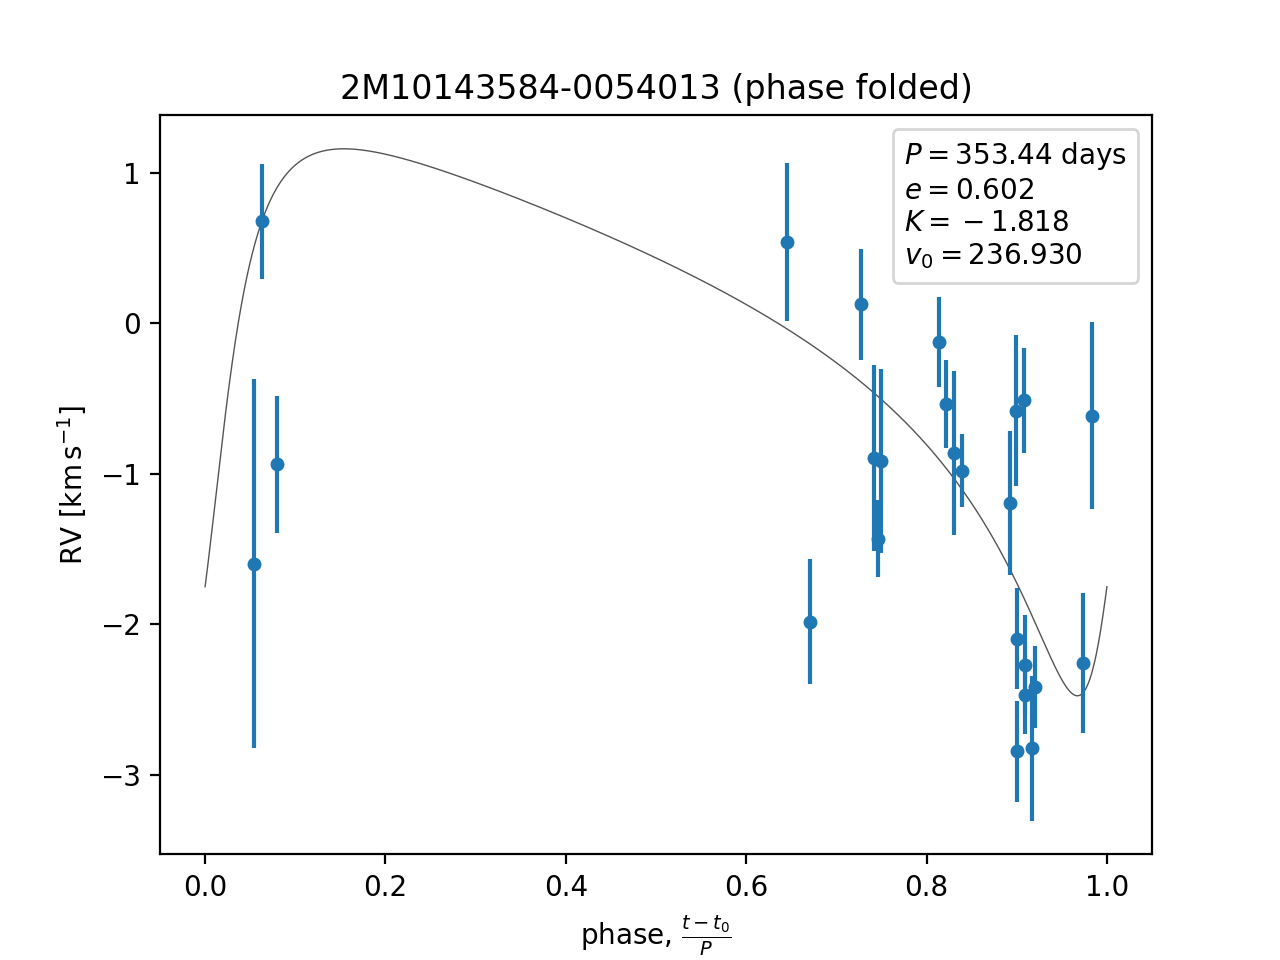 2M10143584-0054013 (phase folded)
P = 353.44 days
e = 0.602
K = −1.818
v₀ = 236.930
1
0
−1
−2
−3
RV [km s⁻¹]
0.0 0.2 0.4 0.6 0.8 1.0
phase, (t − t₀)/P